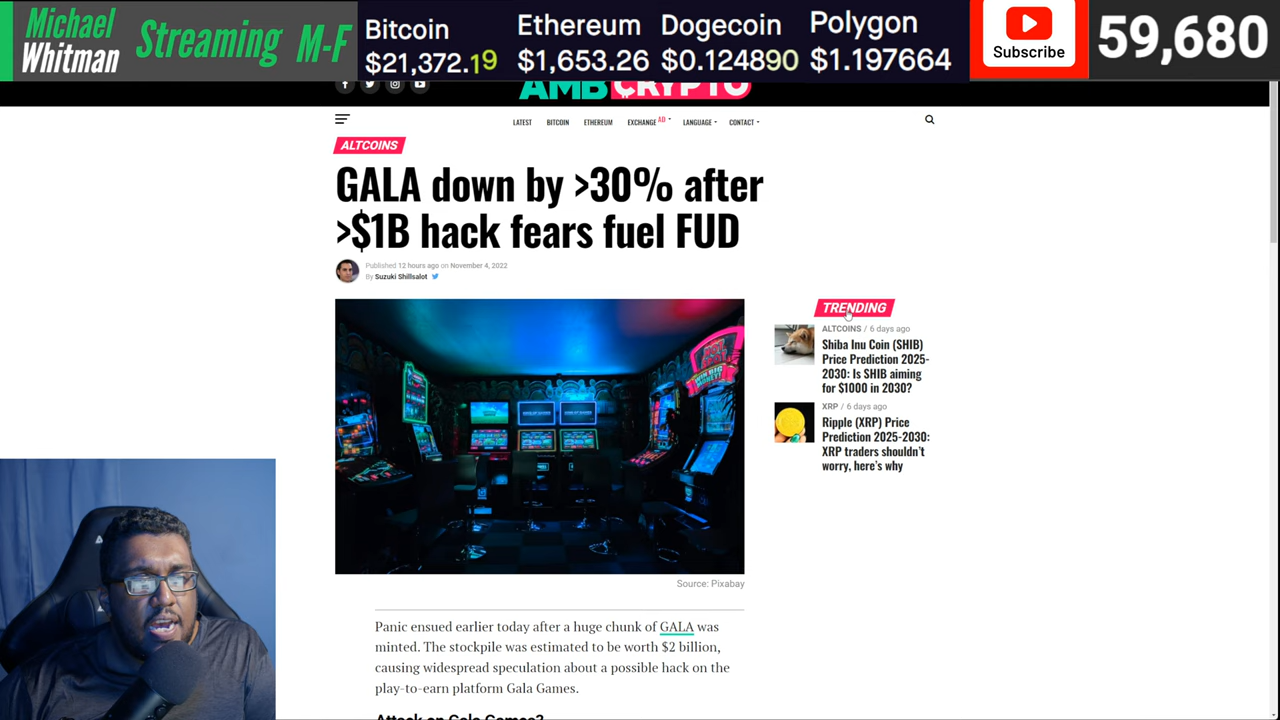 Michael
Whitman
Streaming M-F
Bitcoin
$21,372.19
Ethereum
$1,653.26
Dogecoin
$0.124890
Polygon
$1.197664
Subscribe
59,680
AMBCRYPTO
LATEST BITCOIN ETHEREUM EXCHANGE AD LANGUAGE CONTACT
ALTCOINS
GALA down by >30% after
>$1B hack fears fuel FUD
Published 12 hours ago on November 4, 2022
By Suzuki Shillsalot
TRENDING
ALTCOINS / 6 days ago
Shiba Inu Coin (SHIB)
Price Prediction 2025-
2030: Is SHIB aiming
for $1000 in 2030?
XRP / 6 days ago
Ripple (XRP) Price
Prediction 2025-2030:
XRP traders shouldn't
worry, here's why
Source: Pixabay
Panic ensued earlier today after a huge chunk of GALA was
minted. The stockpile was estimated to be worth $2 billion,
causing widespread speculation about a possible hack on the
play-to-earn platform Gala Games.
Attack on Gala Games?